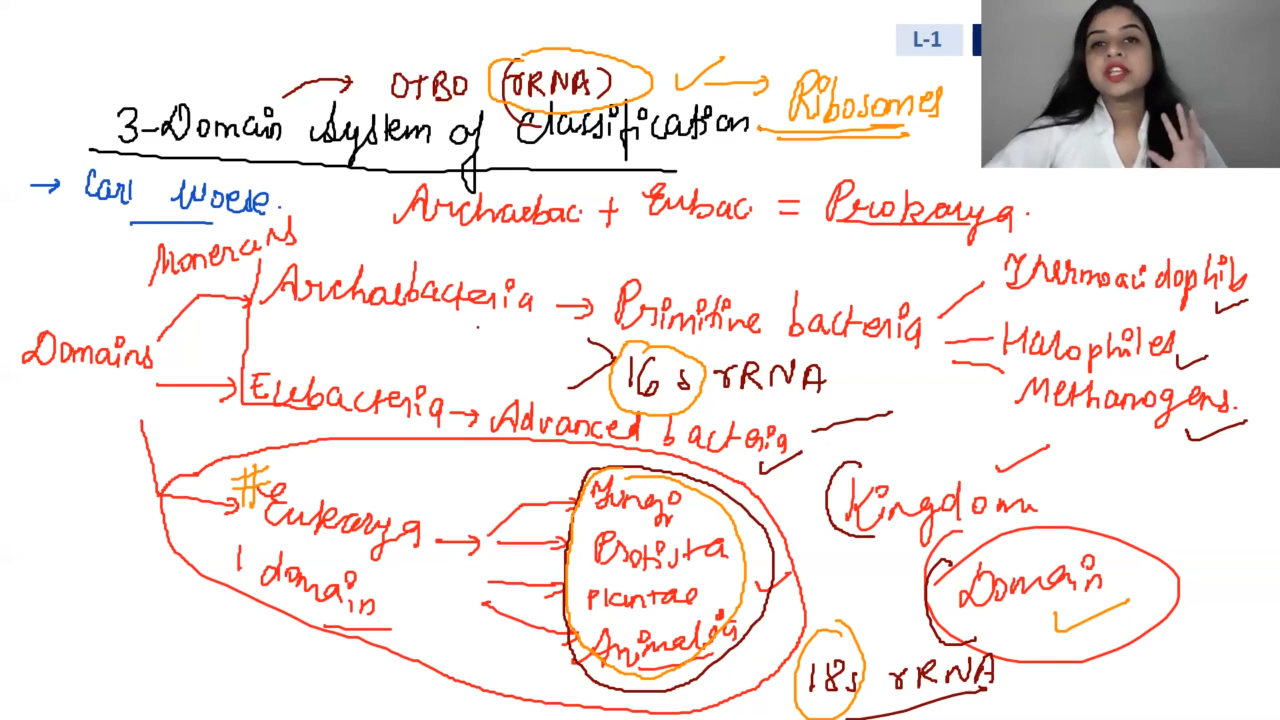 L-1
OTBO (rRNA) → Ribosomes
3-Domain System of Classification
→ Carl Woese.
Archaebac + Eubac = Prokarya.
Monerans
Archaebacteria → Primitive bacteria
Thermoacidophils
Halophiles
Methanogens.
Domains
16s rRNA
Eubacteria → Advanced bacteria
# Eukarya →
1 domain
Fungi
Protista
Plantae
Animalia
Kingdom
Domain
18s rRNA